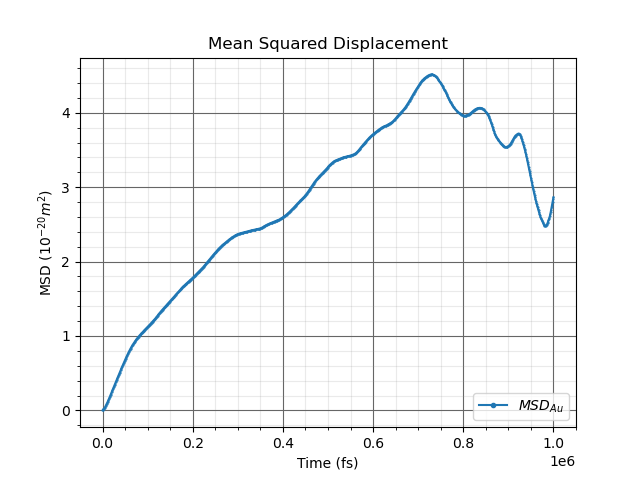 Mean Squared Displacement
MSD (10⁻²⁰m²)
4
3
2
1
0
0.0 0.2 0.4 0.6 0.8 1.0
1e6
Time (fs)
MSD_Au